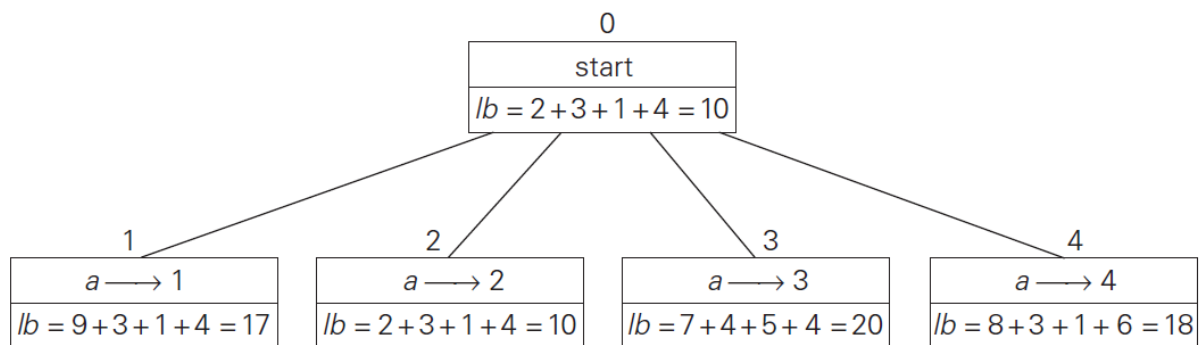 0
start
lb = 2+3+1+4 = 10
1
2
3
4
a ⟶ 1
a ⟶ 2
a ⟶ 3
a ⟶ 4
lb = 9+3+1+4 = 17
lb = 2+3+1+4 = 10
lb = 7+4+5+4 = 20
lb = 8+3+1+6 = 18